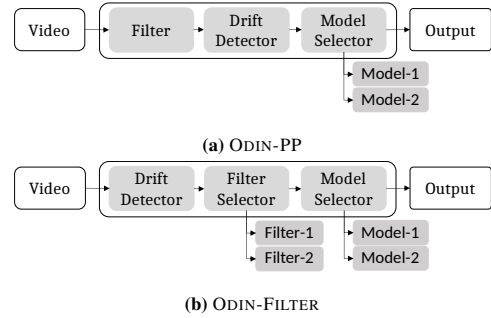 Video
Filter
Drift
Detector
Model
Selector
Output
Model-1
Model-2
(a) ODIN-PP
Video
Drift
Detector
Filter
Selector
Model
Selector
Output
Filter-1
Model-1
Filter-2
Model-2
(b) ODIN-FILTER